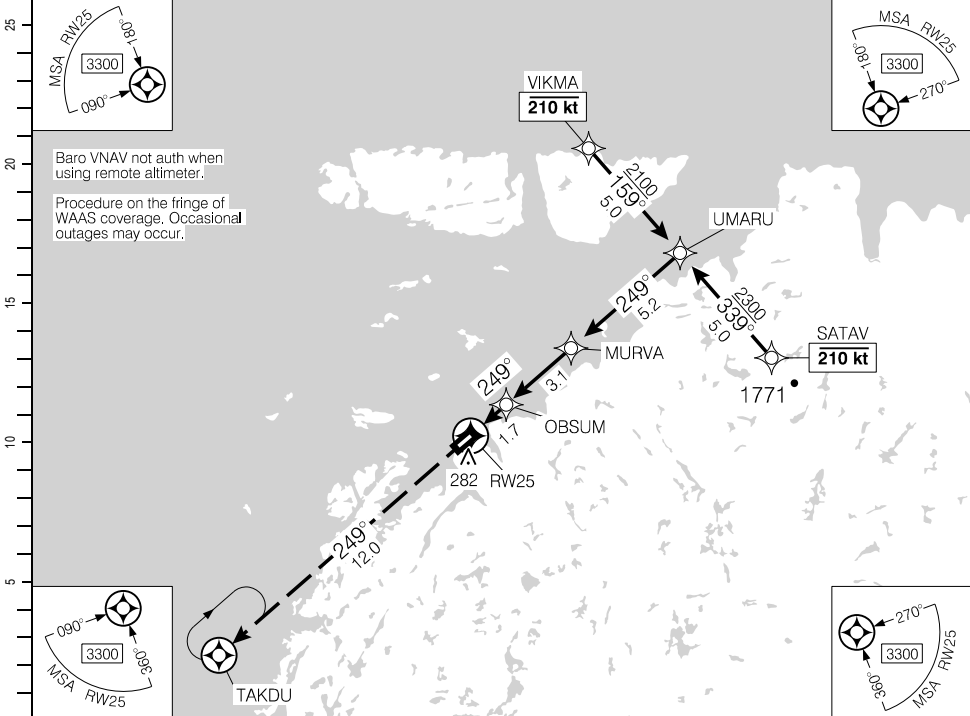 25
20
15
10
5
MSA RW25
3300
180°
090°
MSA RW25
3300
180°
270°
Baro VNAV not auth when
using remote altimeter.
Procedure on the fringe of
WAAS coverage. Occasional
outages may occur.
VIKMA
210 kt
2100
159°
5.0
UMARU
249°
5.2
2300
339°
5.0
SATAV
210 kt
1771
MURVA
249°
3.1
OBSUM
1.7
282 RW25
249°
12.0
TAKDU
090°
3300
360°
MSA RW25
270°
3300
360°
MSA RW25